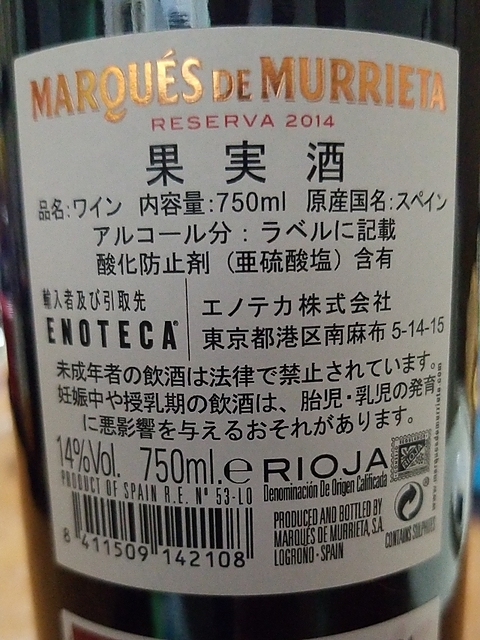 MARQUÉS DE MURRIETA
RESERVA 2014
果実酒
品名:ワイン 内容量:750ml 原産国名:スペイン
アルコール分:ラベルに記載
酸化防止剤（亜硫酸塩）含有
輸入者及び引取先
ENOTECA
エノテカ株式会社
東京都港区南麻布 5-14-15
未成年者の飲酒は法律で禁止されています。
妊娠中や授乳期の飲酒は、胎児・乳児の発育
に悪影響を与えるおそれがあります。
14%Vol. 750ml. e RIOJA
Denominación De Origen Calificada
PRODUCT OF SPAIN R.E. Nº 53-LO
8 411509 142108
PRODUCED AND BOTTLED BY
MARQUÉS DE MURRIETA, S.A.
LOGROÑO - SPAIN
CONTAINS SULPHITES